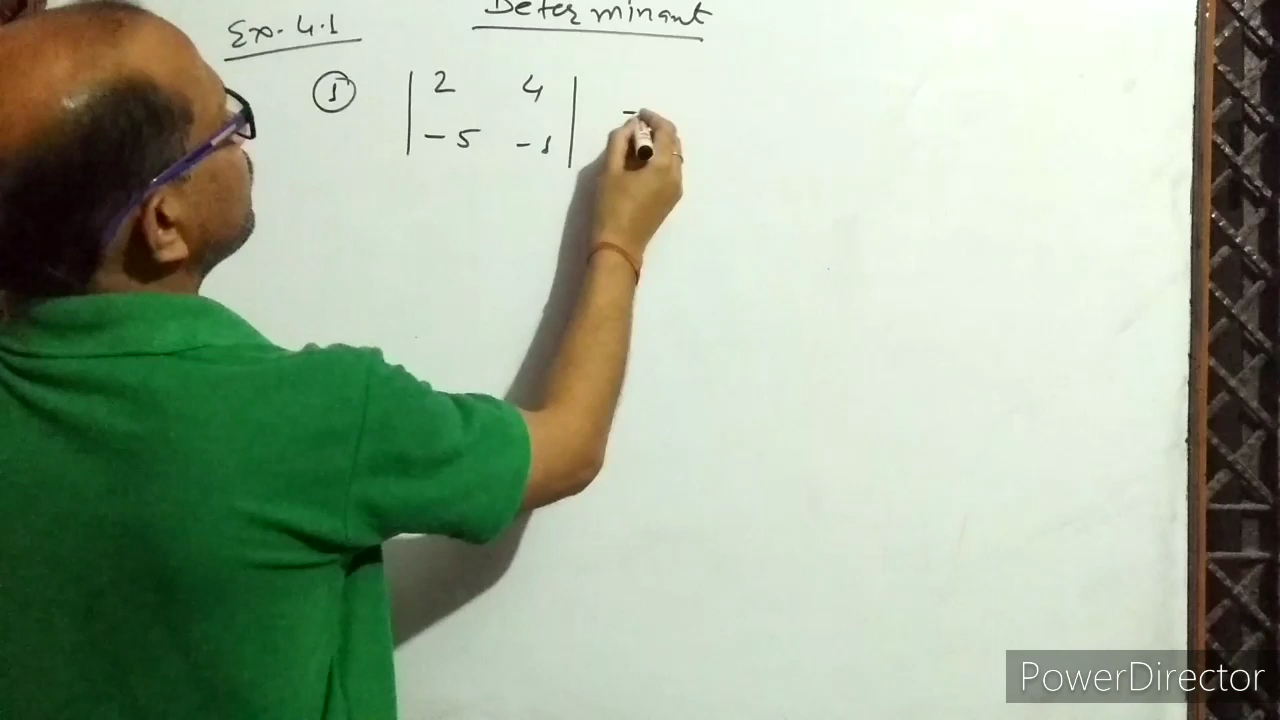 Determinant
Ex. 4.1
① | 2 4 |
| -5 -1 |
PowerDirector